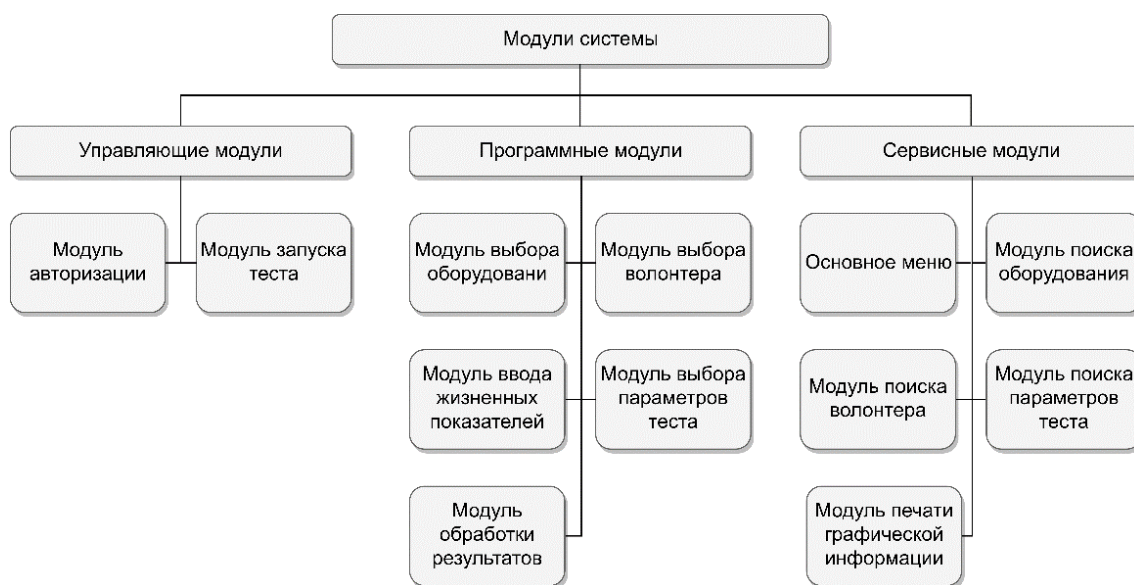 Модули системы
Управляющие модули
Программные модули
Сервисные модули
Модуль
авторизации
Модуль запуска
теста
Модуль выбора
оборудовани
Модуль выбора
волонтера
Основное меню
Модуль поиска
оборудования
Модуль ввода
жизненных
показателей
Модуль выбора
параметров
теста
Модуль поиска
волонтера
Модуль поиска
параметров
теста
Модуль
обработки
результатов
Модуль печати
графической
информации